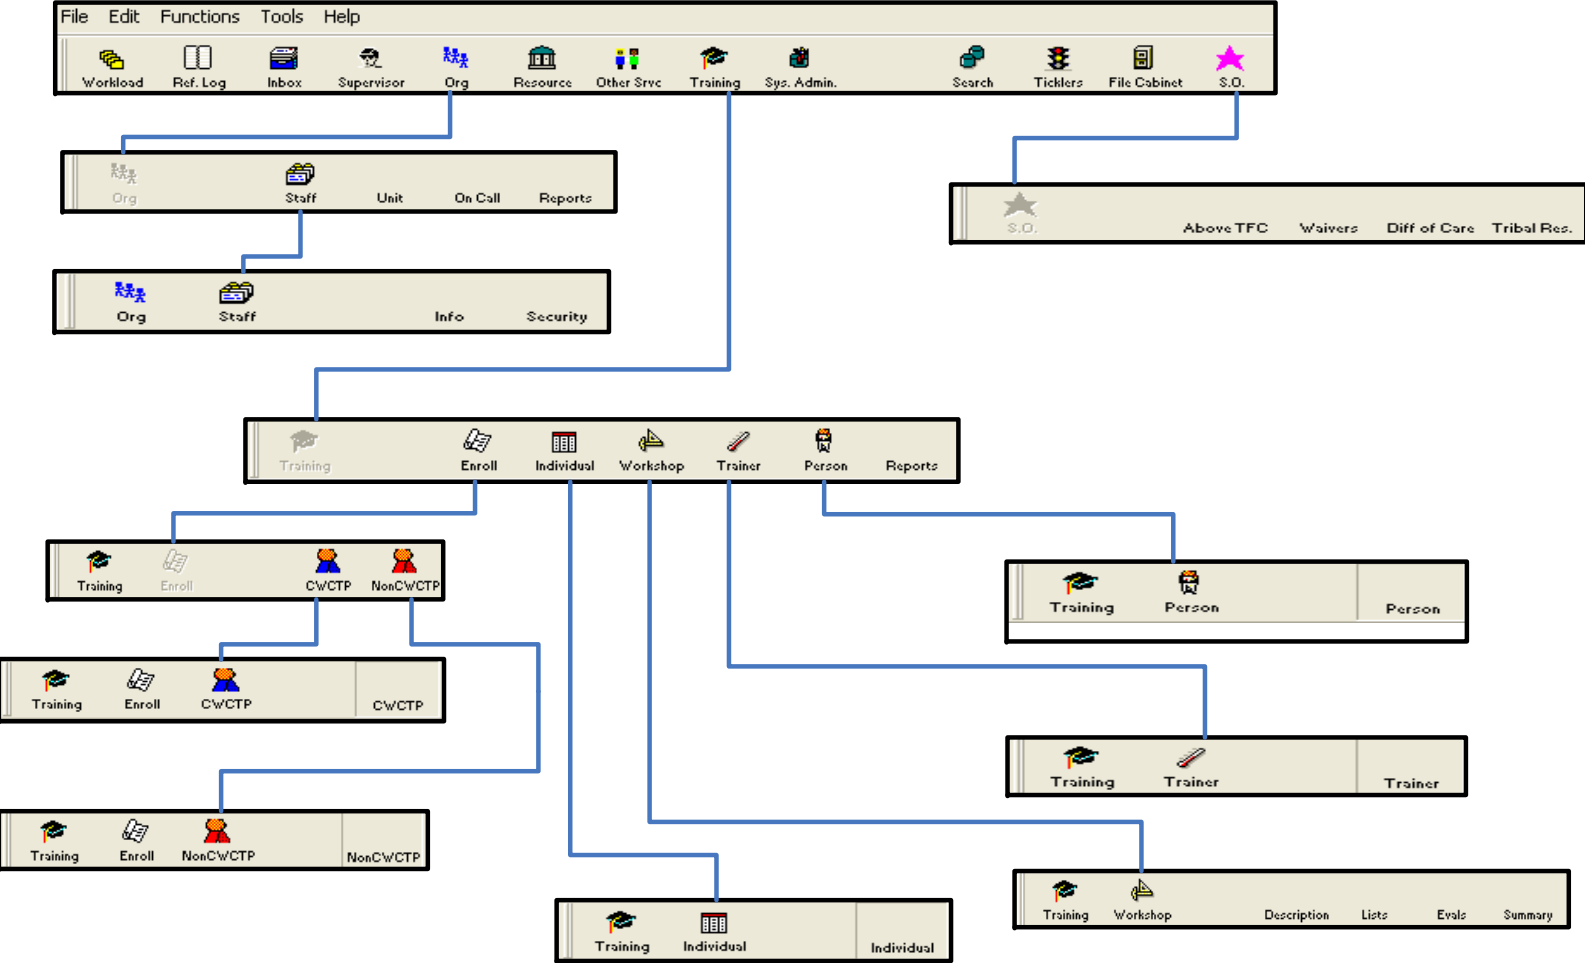 File Edit Functions Tools Help
Workload Ref. Log Inbox Supervisor Org Resource Other Srvc Training Sys. Admin. Search Ticklers File Cabinet S.O.
Org Staff Unit On Call Reports
S.O. Above TFC Waivers Diff of Care Tribal Res.
Org Staff Info Security
Training Enroll Individual Workshop Trainer Person Reports
Training Enroll CWCTP NonCWCTP
Training Person Person
Training Enroll CWCTP CWCTP
Training Trainer Trainer
Training Enroll NonCWCTP NonCWCTP
Training Workshop Description Lists Evals Summary
Training Individual Individual